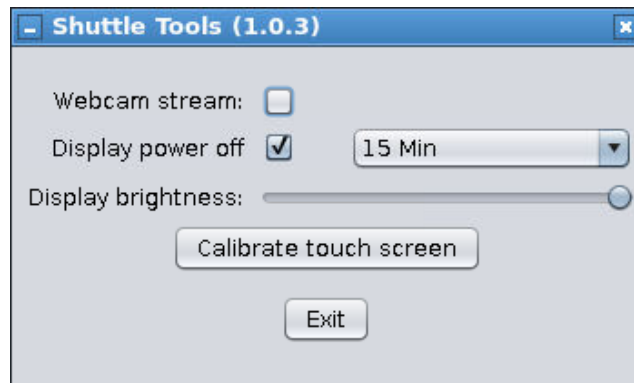 Shuttle Tools (1.0.3)
Webcam stream:
Display power off 15 Min
Display brightness:
Calibrate touch screen
Exit